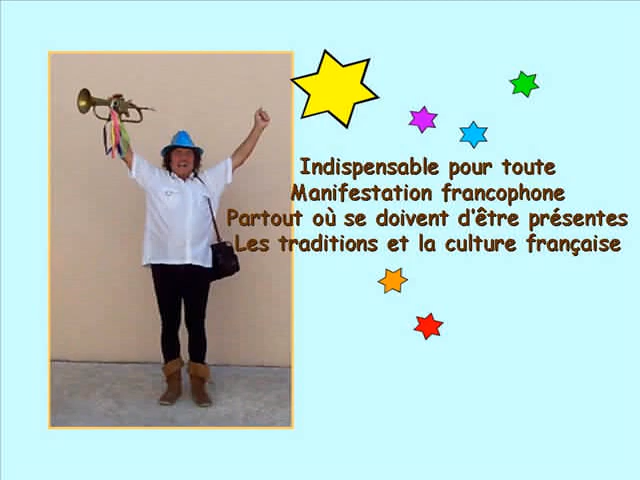 Indispensable pour toute
Manifestation francophone
Partout où se doivent d'être présentes
Les traditions et la culture française